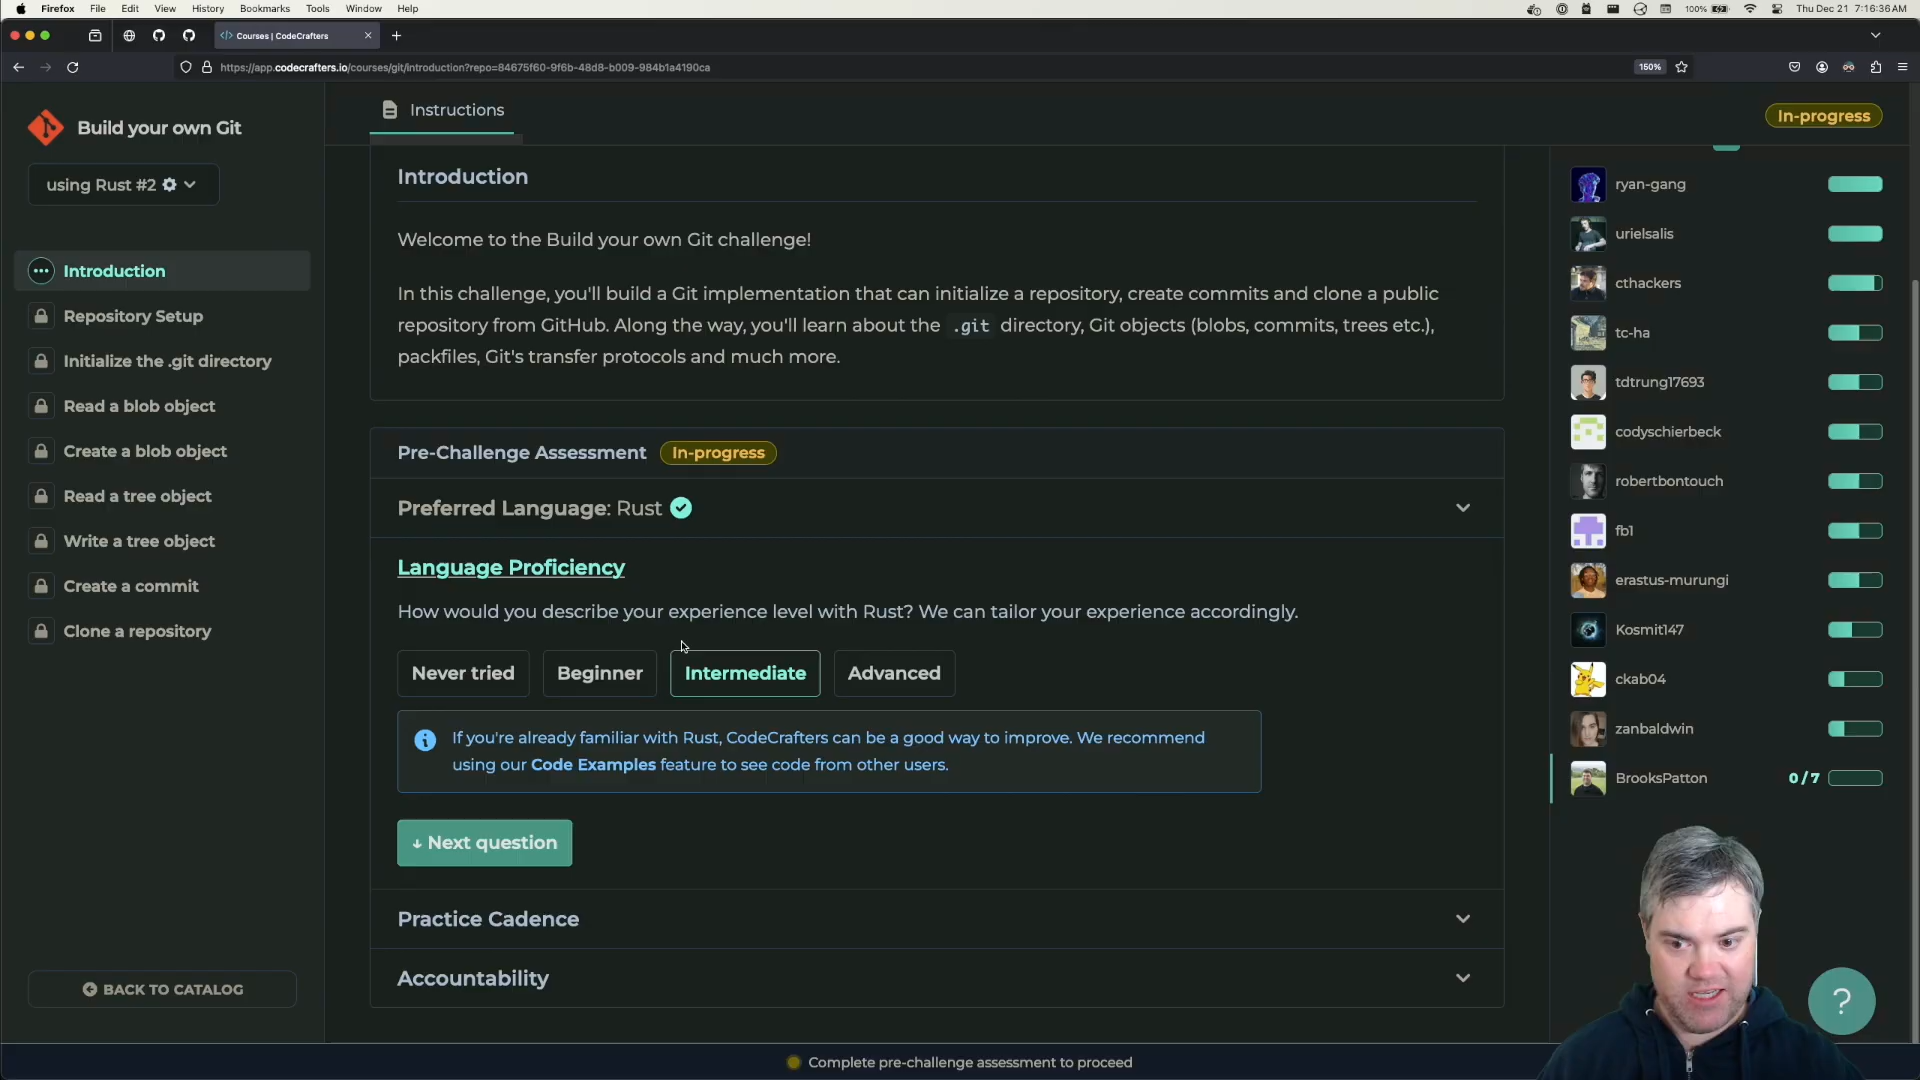 Firefox File Edit View History Bookmarks Tools Window Help
100% Thu Dec 21 7:16:36 AM
Courses | CodeCrafters
https://app.codecrafters.io/courses/git/introduction?repo=84675f60-9f6b-48d8-b009-984b1a4190ca
150%
Build your own Git
using Rust #2
Introduction
Repository Setup
Initialize the .git directory
Read a blob object
Create a blob object
Read a tree object
Write a tree object
Create a commit
Clone a repository
BACK TO CATALOG
Instructions
In-progress
Introduction
Welcome to the Build your own Git challenge!
In this challenge, you'll build a Git implementation that can initialize a repository, create commits and clone a public
repository from GitHub. Along the way, you'll learn about the .git directory, Git objects (blobs, commits, trees etc.),
packfiles, Git's transfer protocols and much more.
Pre-Challenge Assessment In-progress
Preferred Language: Rust
Language Proficiency
How would you describe your experience level with Rust? We can tailor your experience accordingly.
Never tried Beginner Intermediate Advanced
If you're already familiar with Rust, CodeCrafters can be a good way to improve. We recommend
using our Code Examples feature to see code from other users.
↓ Next question
Practice Cadence
Accountability
ryan-gang
urielsalis
cthackers
tc-ha
tdtrung17693
codyschierbeck
robertbontouch
fb1
erastus-murungi
Kosmit147
ckab04
zanbaldwin
BrooksPatton 0 / 7
?
Complete pre-challenge assessment to proceed